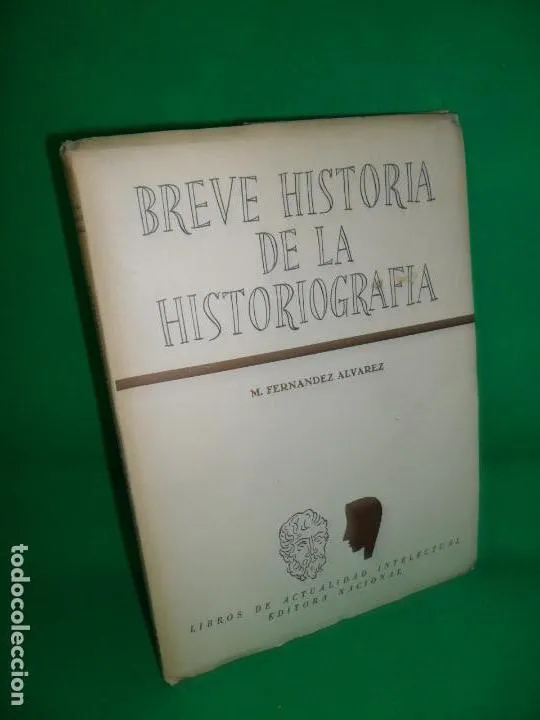 BREVE HISTORIA
DE LA
HISTORIOGRAFIA
M. FERNANDEZ ALVAREZ
LIBROS DE ACTUALIDAD INTELECTUAL
EDITORA NACIONAL
todocoleccion